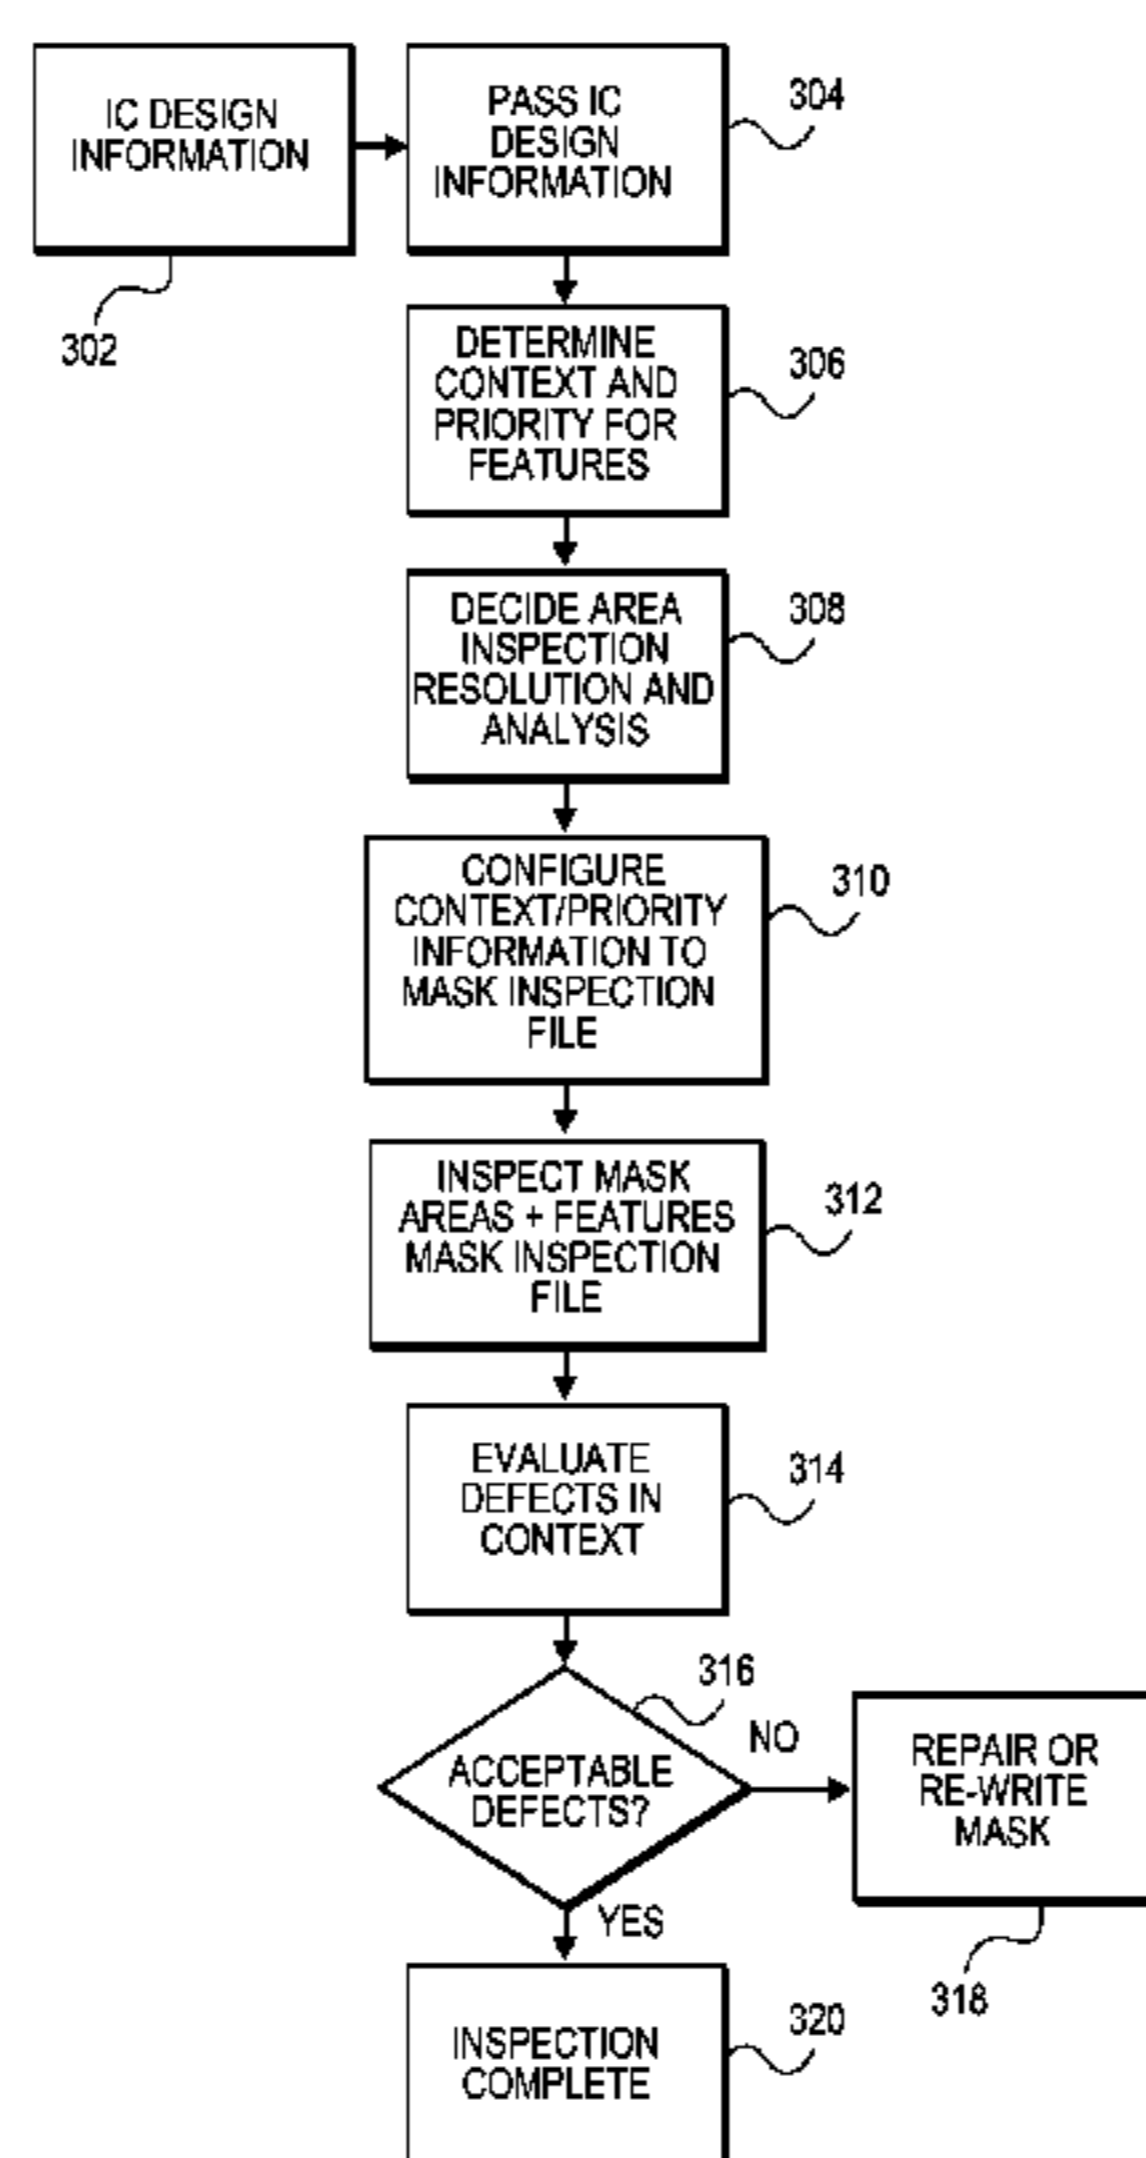 IC DESIGN
INFORMATION
302
PASS IC
DESIGN
INFORMATION
304
DETERMINE
CONTEXT AND
PRIORITY FOR
FEATURES
306
DECIDE AREA
INSPECTION
RESOLUTION AND
ANALYSIS
308
CONFIGURE
CONTEXT/PRIORITY
INFORMATION TO
MASK INSPECTION
FILE
310
INSPECT MASK
AREAS + FEATURES
MASK INSPECTION
FILE
312
EVALUATE
DEFECTS IN
CONTEXT
314
316
ACCEPTABLE
DEFECTS?
NO
REPAIR OR
RE-WRITE
MASK
318
YES
INSPECTION
COMPLETE
320